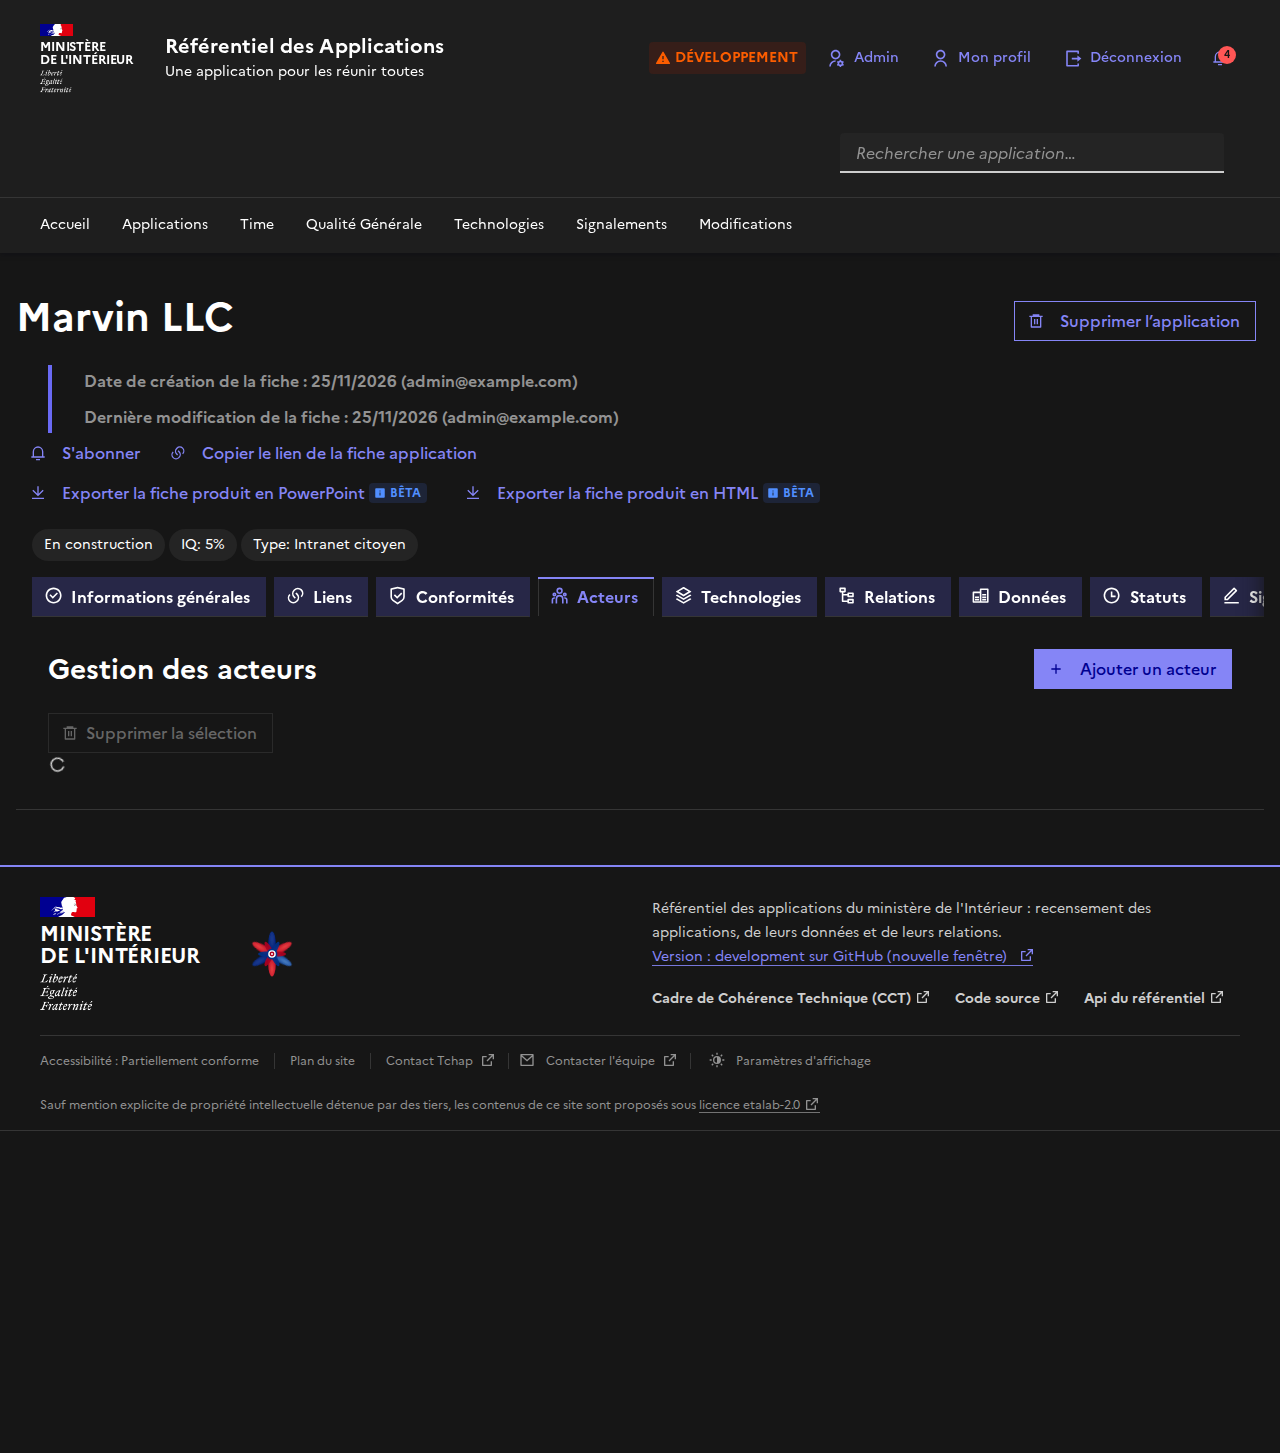 MINISTÈRE
DE L'INTÉRIEUR
Liberté
Égalité
Fraternité
Référentiel des Applications
Une application pour les réunir toutes
DÉVELOPPEMENT
Admin
Mon profil
Déconnexion
4
Rechercher une application…
Accueil
Applications
Time
Qualité Générale
Technologies
Signalements
Modifications
Marvin LLC
Supprimer l’application
Date de création de la fiche : 25/11/2026 (admin@example.com)
Dernière modification de la fiche : 25/11/2026 (admin@example.com)
S'abonner
Copier le lien de la fiche application
Exporter la fiche produit en PowerPoint BÊTA
Exporter la fiche produit en HTML BÊTA
En construction
IQ: 5%
Type: Intranet citoyen
Informations générales
Liens
Conformités
Acteurs
Technologies
Relations
Données
Statuts
Gestion des acteurs
Ajouter un acteur
Supprimer la sélection
MINISTÈRE
DE L'INTÉRIEUR
Liberté
Égalité
Fraternité
Référentiel des applications du ministère de l'Intérieur : recensement des
applications, de leurs données et de leurs relations.
Version : development sur GitHub (nouvelle fenêtre)
Cadre de Cohérence Technique (CCT)
Code source
Api du référentiel
Accessibilité : Partiellement conforme
Plan du site
Contact Tchap
Contacter l'équipe
Paramètres d'affichage
Sauf mention explicite de propriété intellectuelle détenue par des tiers, les contenus de ce site sont proposés sous licence etalab-2.0